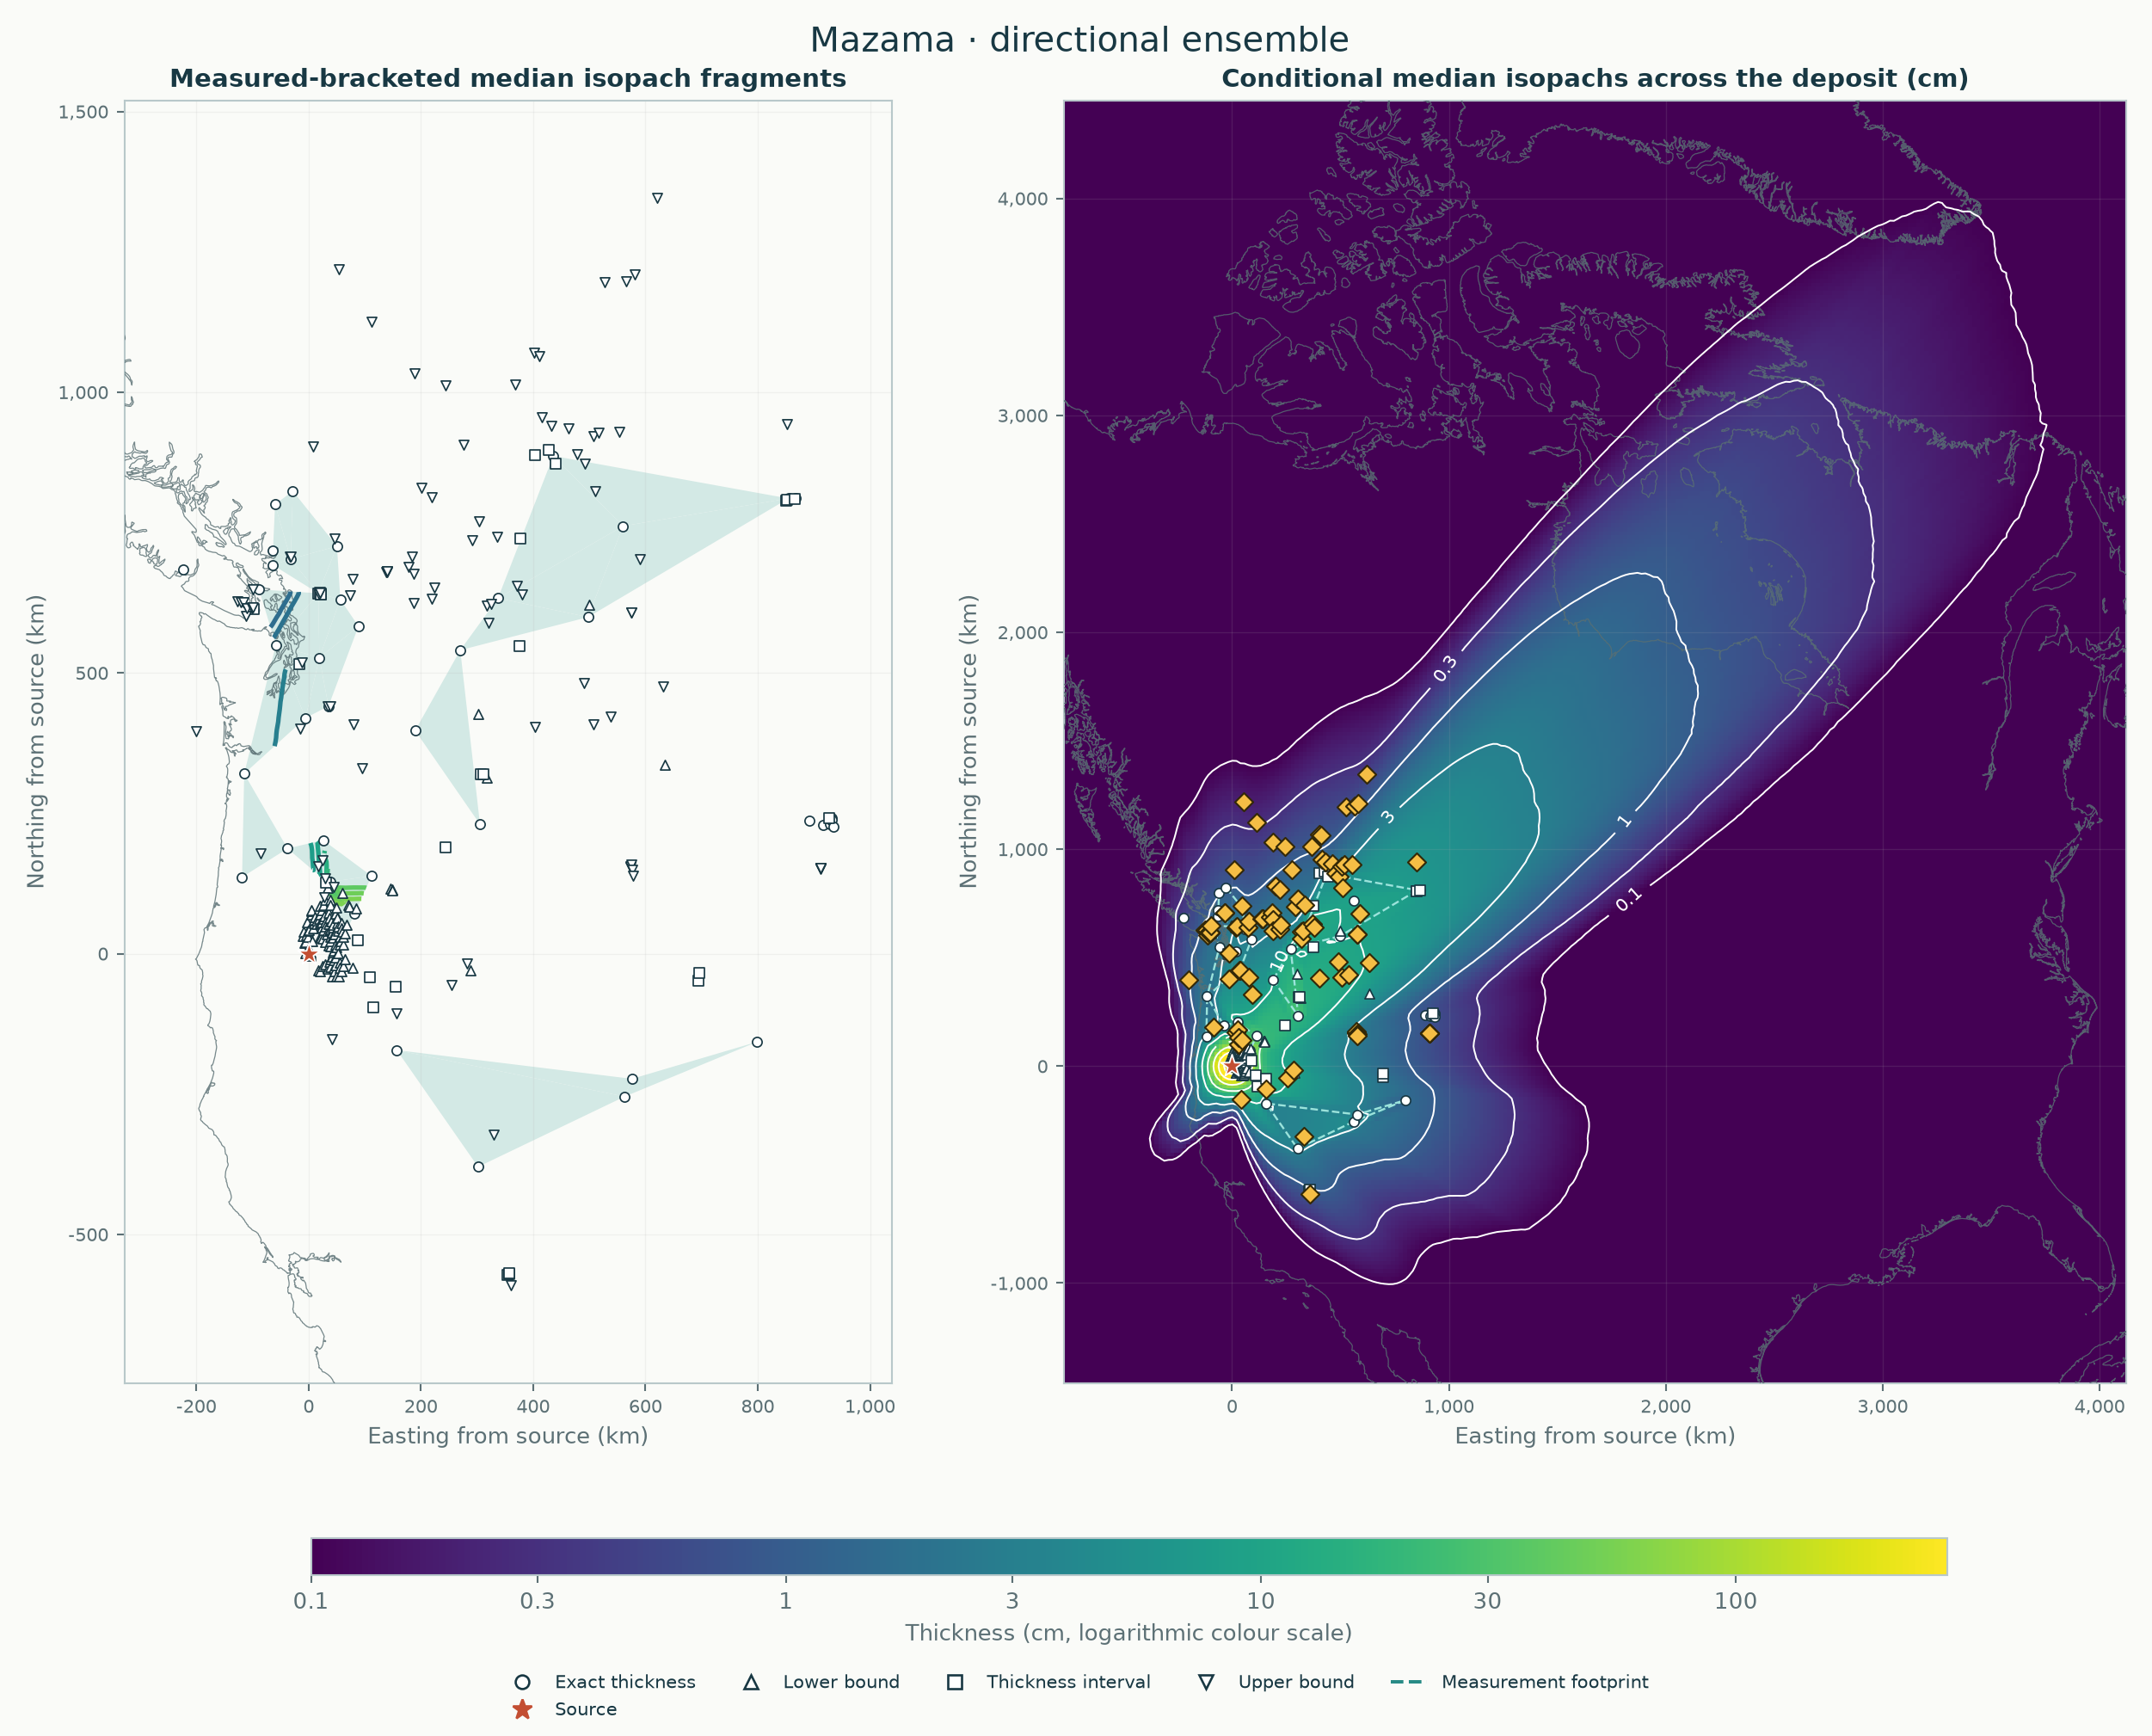 Mazama · directional ensemble
Measured-bracketed median isopach fragments
Conditional median isopachs across the deposit (cm)
1,500
1,000
500
0
-500
Northing from source (km)
-200
0
200
400
600
800
1,000
Easting from source (km)
4,000
3,000
2,000
1,000
0
-1,000
Northing from source (km)
0.3
3
1
0.1
10
0
1,000
2,000
3,000
4,000
Easting from source (km)
0.1
0.3
1
3
10
30
100
Thickness (cm, logarithmic colour scale)
Exact thickness
Lower bound
Thickness interval
Upper bound
Measurement footprint
Source